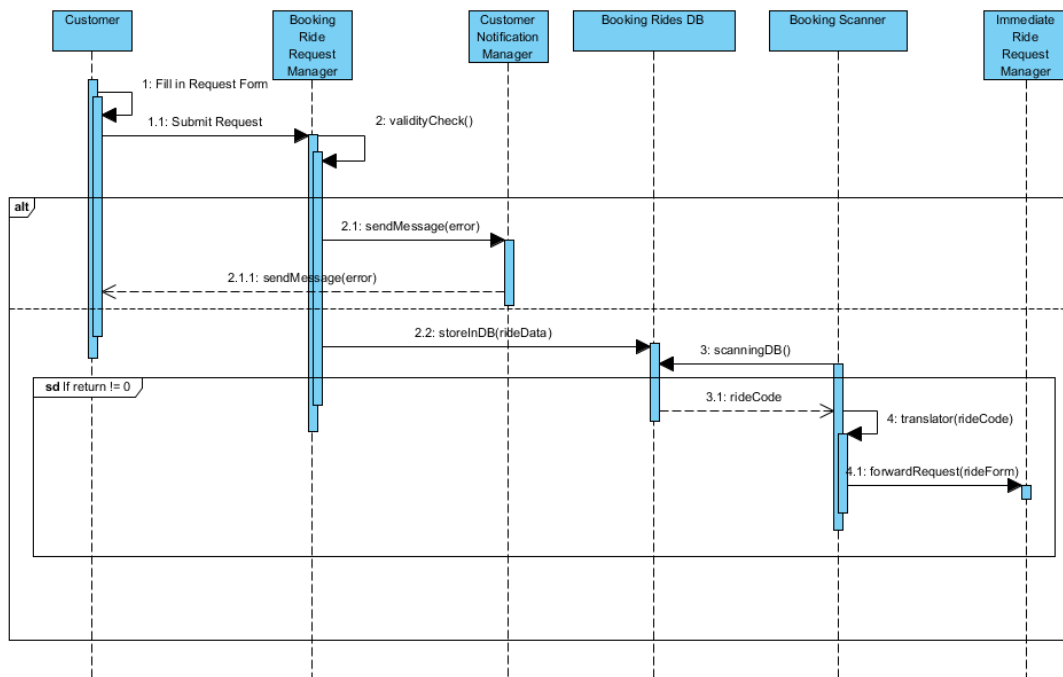 Customer
Booking
Ride
Request
Manager
Customer
Notification
Manager
Booking Rides DB
Booking Scanner
Immediate
Ride
Request
Manager
1: Fill in Request Form
1.1: Submit Request
2: validityCheck()
alt
2.1: sendMessage(error)
2.1.1: sendMessage(error)
2.2: storeInDB(rideData)
3: scanningDB()
sd If return != 0
3.1: rideCode
4: translator(rideCode)
4.1: forwardRequest(rideForm)